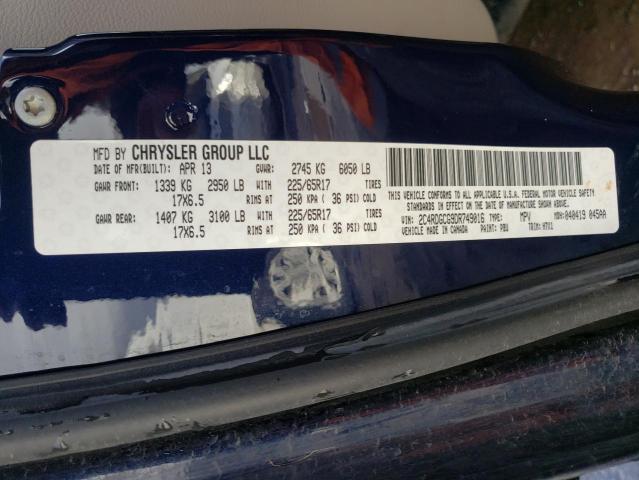 MFD BY CHRYSLER GROUP LLC
DATE OF MFR(BUILT): APR 13 GVWR: 2745 KG 6050 LB
GAWR FRONT: 1339 KG 2950 LB WITH 225/65R17 TIRES
17X6.5 RIMS AT 250 KPA ( 36 PSI) COLD
GAWR REAR: 1407 KG 3100 LB WITH 225/65R17 TIRES
17X6.5 RIMS AT 250 KPA ( 36 PSI) COLD
THIS VEHICLE CONFORMS TO ALL APPLICABLE U.S.A. FEDERAL MOTOR VEHICLE SAFETY,
STANDARDS IN EFFECT ON THE DATE OF MANUFACTURE SHOWN ABOVE.
VIN: 2C4RDGCG9DR749016 TYPE: MPV MDH: 040419 045AA
VEHICLE MADE IN CANADA PAINT: PBU TRIM: H7X1